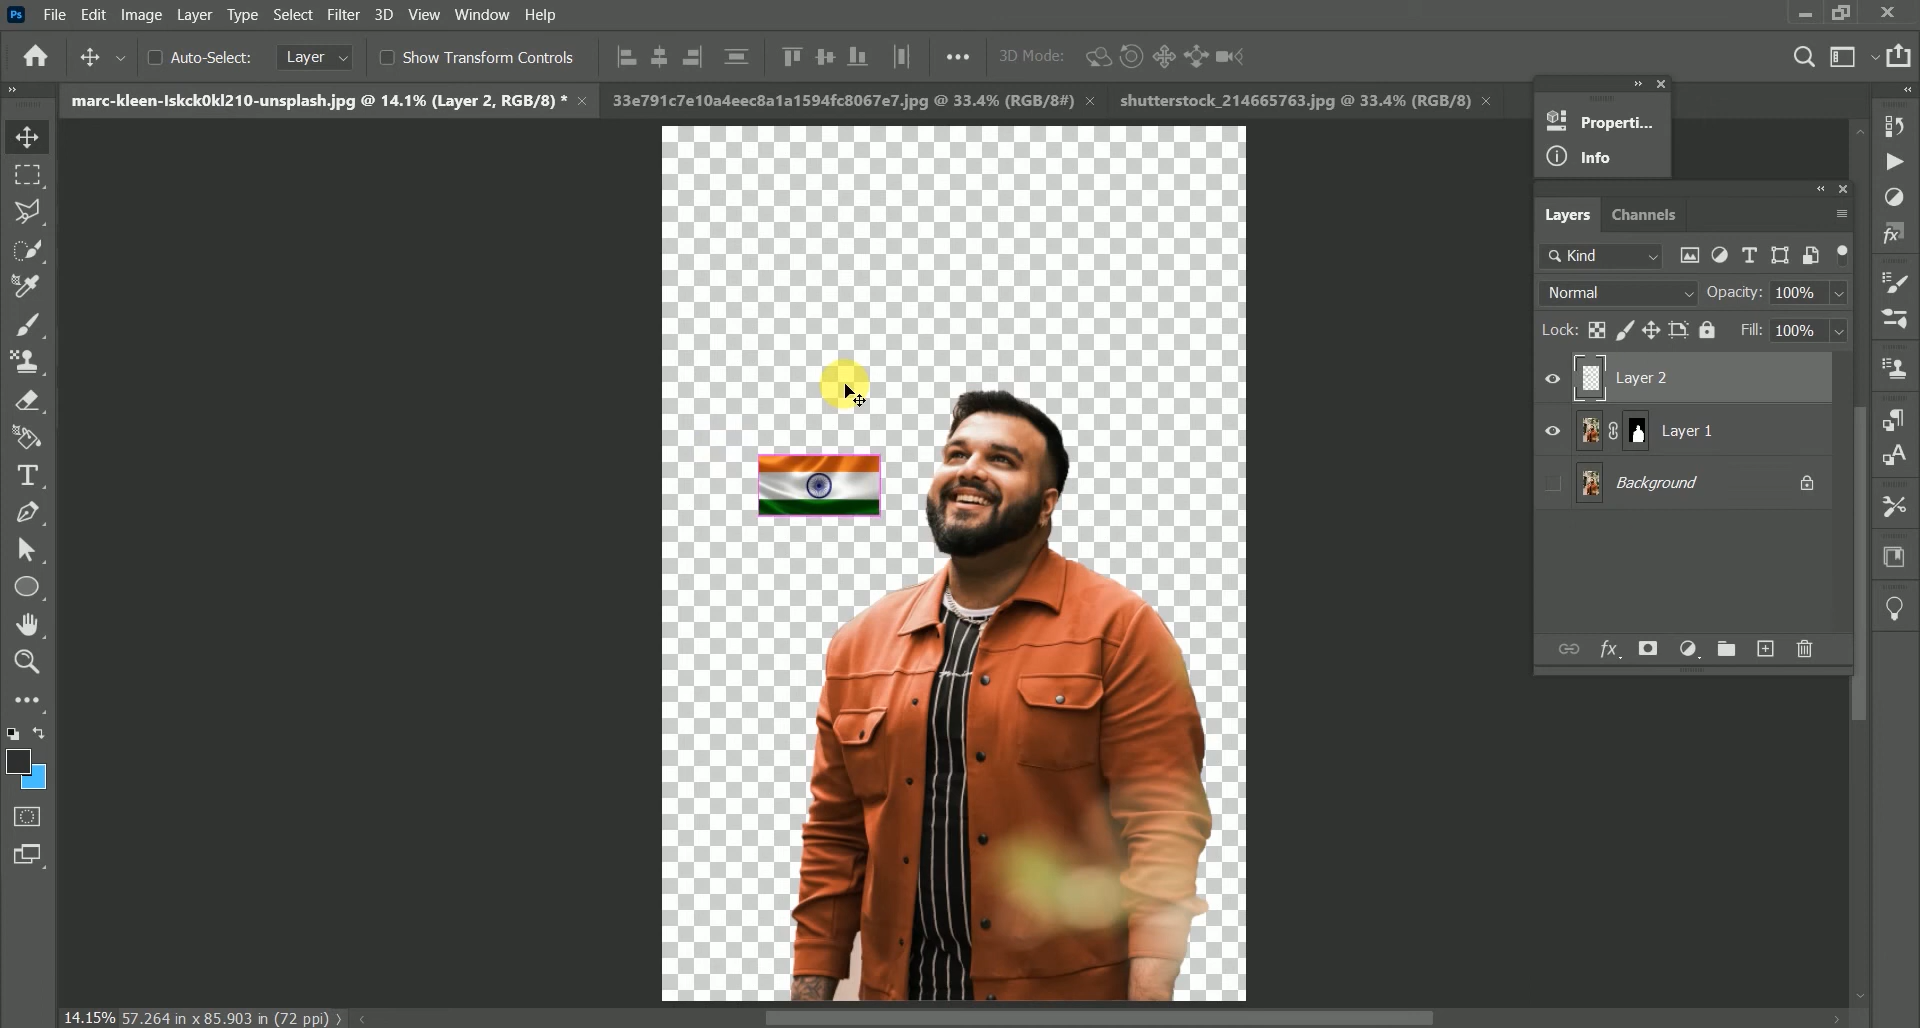 Ps File Edit Image Layer Type Select Filter 3D View Window Help
Auto-Select: Layer Show Transform Controls 3D Mode:
marc-kleen-Iskck0kl210-unsplash.jpg @ 14.1% (Layer 2, RGB/8) * 33e791c7e10a4eec8a1a1594fc8067e7.jpg @ 33.4% (RGB/8#) shutterstock_214665763.jpg @ 33.4% (RGB/8)
Properti...
Info
Layers Channels
Kind
Normal Opacity: 100%
Lock: Fill: 100%
Layer 2
Layer 1
Background
fx
14.15% 57.264 in x 85.903 in (72 ppi)